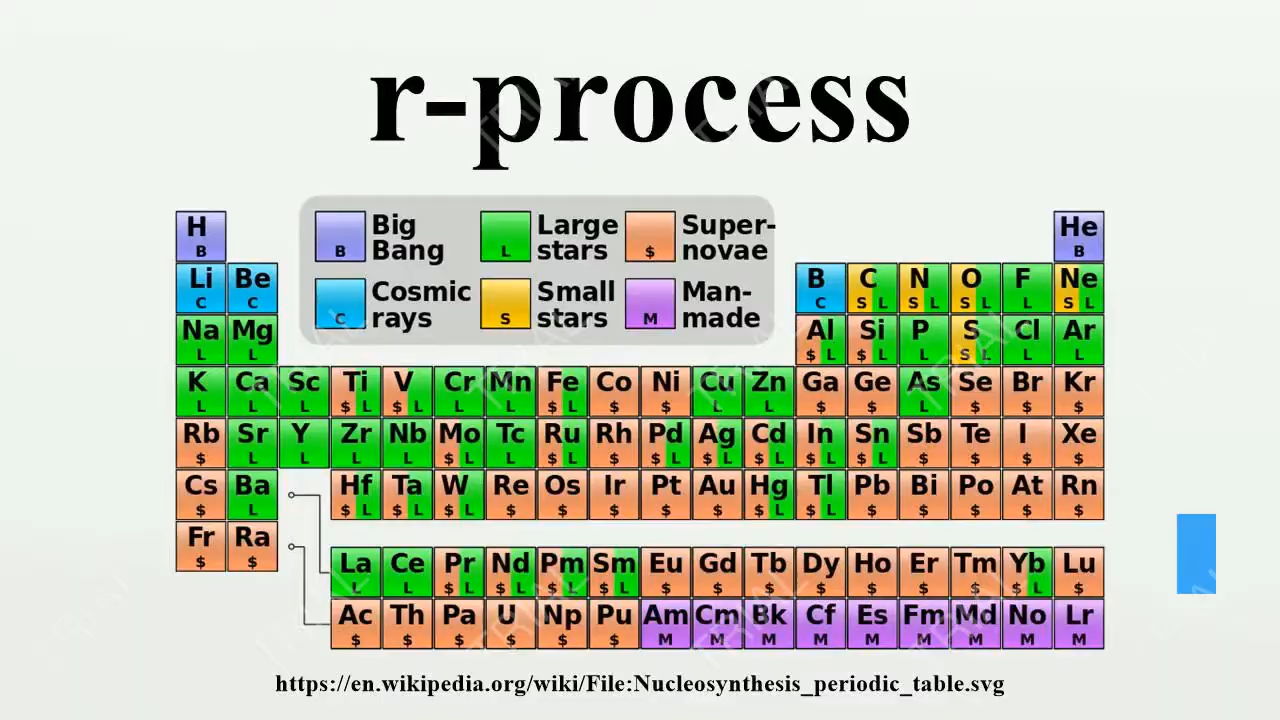 r-process
Big Bang
B
Large stars
L
Super-novae
$
Cosmic rays
C
Small stars
S
Man-made
M
H He
B B
Li Be B C N O F Ne
C C C S L S L S L L S L
Na Mg Al Si P S Cl Ar
L L $ L $ L L S L L L
K Ca Sc Ti V Cr Mn Fe Co Ni Cu Zn Ga Ge As Se Br Kr
L L L $ L $ L L L $ L $ $ L L $ $ L $ $ $
Rb Sr Y Zr Nb Mo Tc Ru Rh Pd Ag Cd In Sn Sb Te I Xe
$ L L L L $ L L $ L $ $ L $ L $ L $ L $ L $ $ $ $
Cs Ba Hf Ta W Re Os Ir Pt Au Hg Tl Pb Bi Po At Rn
$ L $ L $ L $ L $ $ $ $ $ $ L $ L $ $ $ $ $
Fr Ra
$ $
La Ce Pr Nd Pm Sm Eu Gd Tb Dy Ho Er Tm Yb Lu
L L $ L $ L $ L $ L $ $ $ $ $ $ $ $ L $
Ac Th Pa U Np Pu Am Cm Bk Cf Es Fm Md No Lr
$ $ $ $ $ $ M M M M M M M M M
https://en.wikipedia.org/wiki/File:Nucleosynthesis_periodic_table.svg
TRIAL